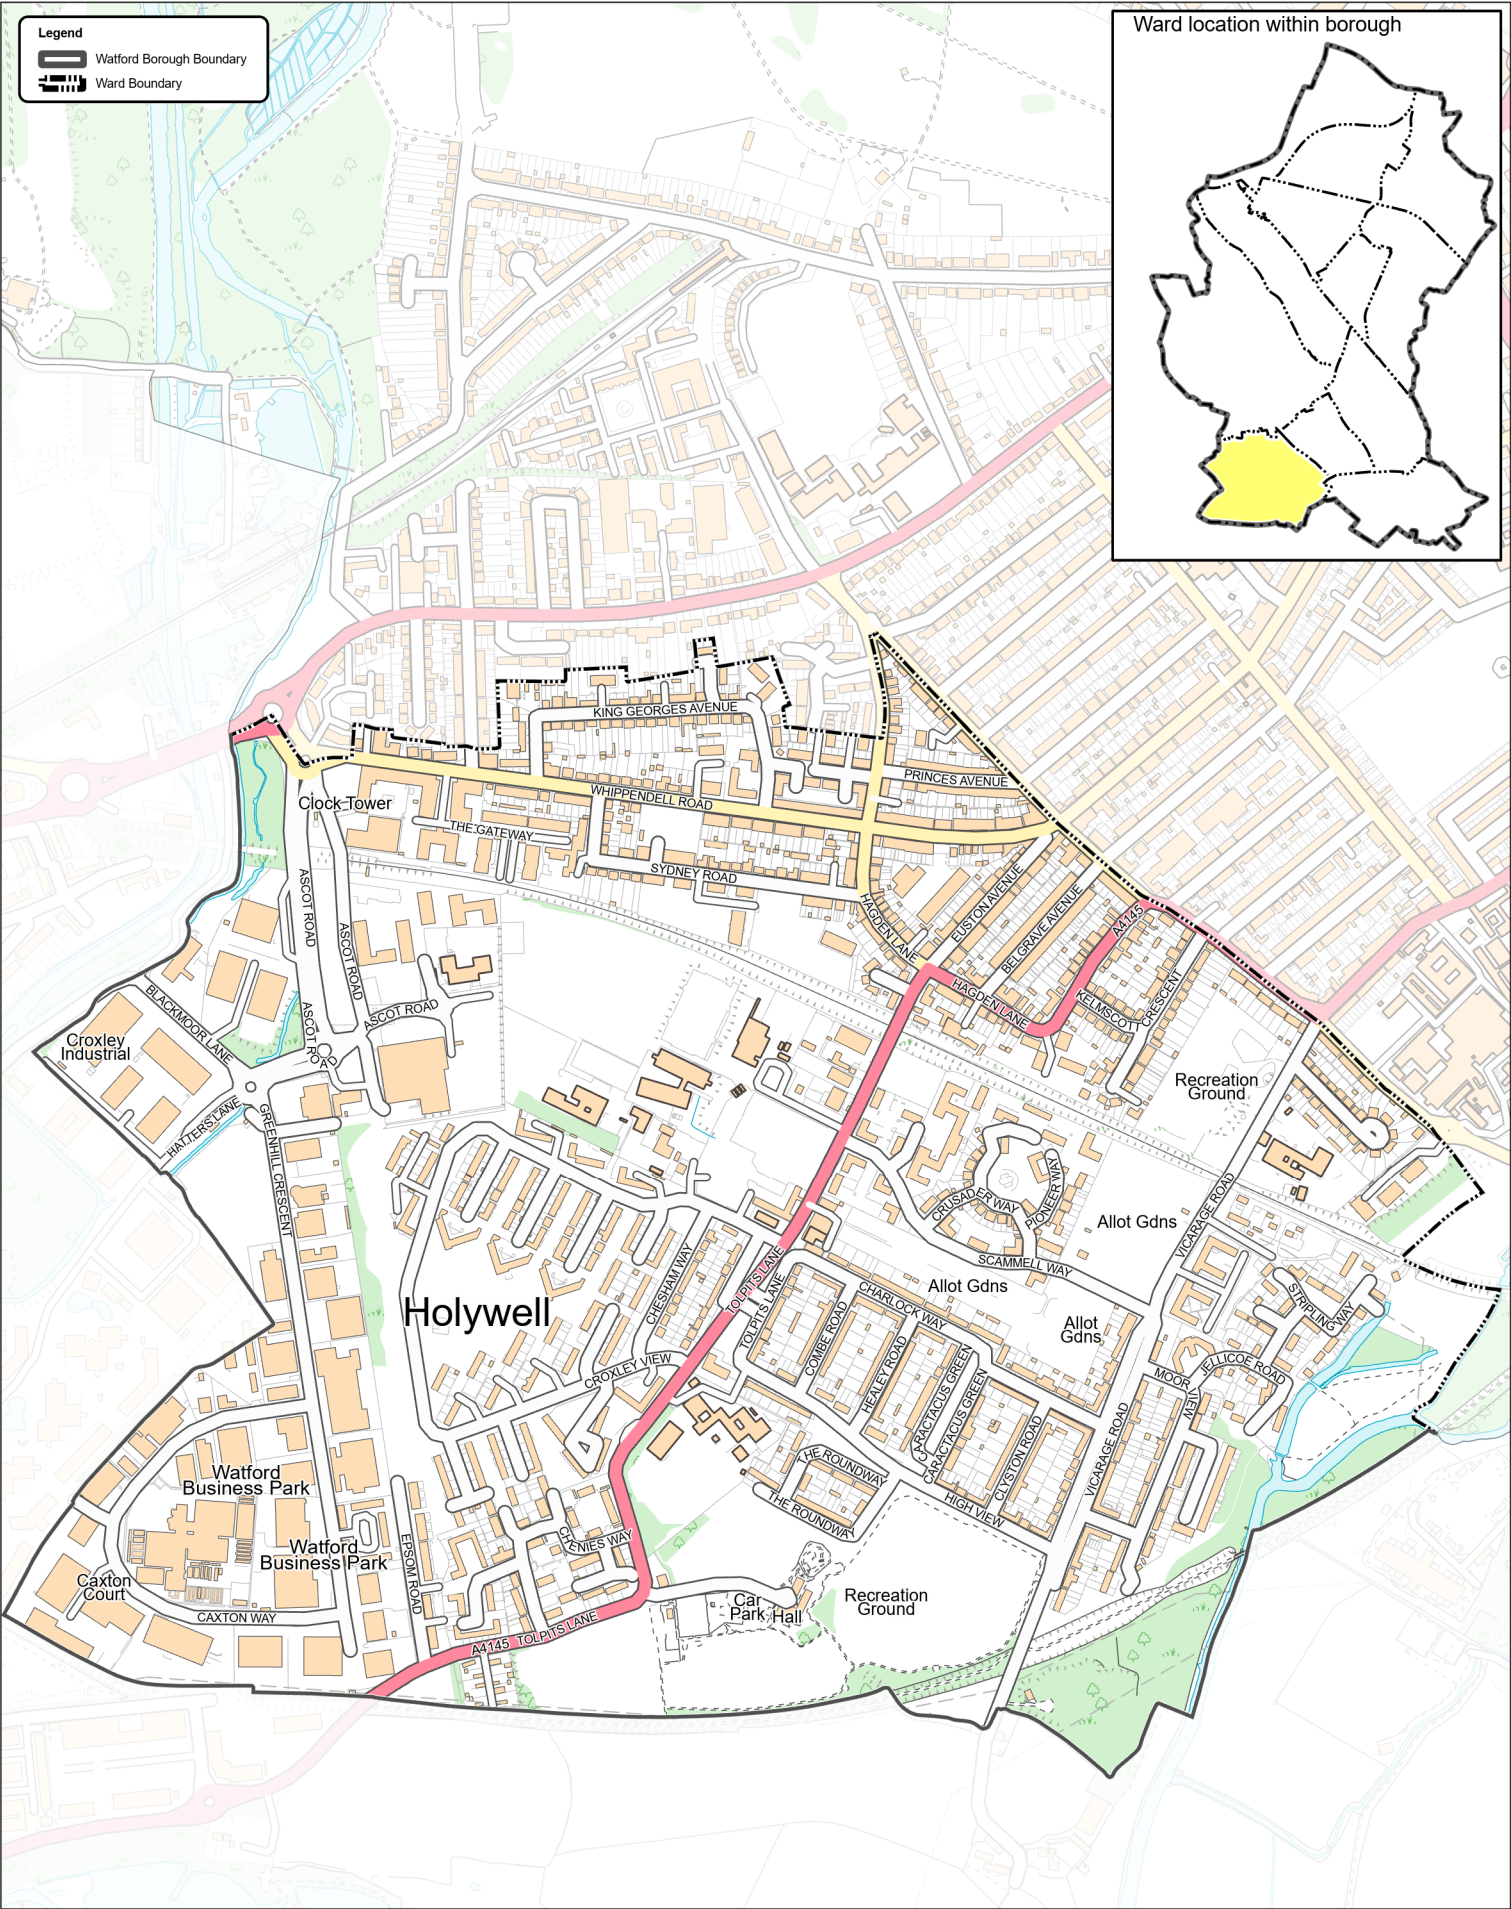 Legend
Watford Borough Boundary
Ward Boundary
Ward location within borough
KING GEORGES AVENUE
PRINCES AVENUE
WHIPPENDELL ROAD
Clock Tower
THE GATEWAY
SYDNEY ROAD
ASCOT ROAD
ASCOT ROAD
HAGDEN LANE
EUSTON AVENUE
BELGRAVE AVENUE
A4145
HAGDEN LANE
KELMSCOTT
CRESCENT
BLACKMOOR LANE
ASCOT ROAD
ASCOT ROAD
Croxley
Industrial
HATTERS LANE
GREENHILL CRESCENT
Recreation
Ground
CRUSADER WAY
PIONEER WAY
Allot Gdns
VICARAGE ROAD
SCAMMELL WAY
CHESHAM WAY
TOLPITS LANE
TOLPITS LANE
Allot Gdns
CHARLOCK WAY
Allot
Gdns
STRIPLING WAY
Holywell
COMBE ROAD
HEALEY ROAD
CARACTACUS GREEN
CARACTACUS GREEN
CROXLEY VIEW
MOOR VIEW
JELLICOE ROAD
CLYSTON ROAD
VICARAGE ROAD
Watford
Business Park
THE ROUNDWAY
THE ROUNDWAY
HIGH VIEW
Watford
Business Park
EPSOM ROAD
CHENIES WAY
Caxton
Court
CAXTON WAY
Car
Park
Hall
Recreation
Ground
A4145
TOLPITS LANE